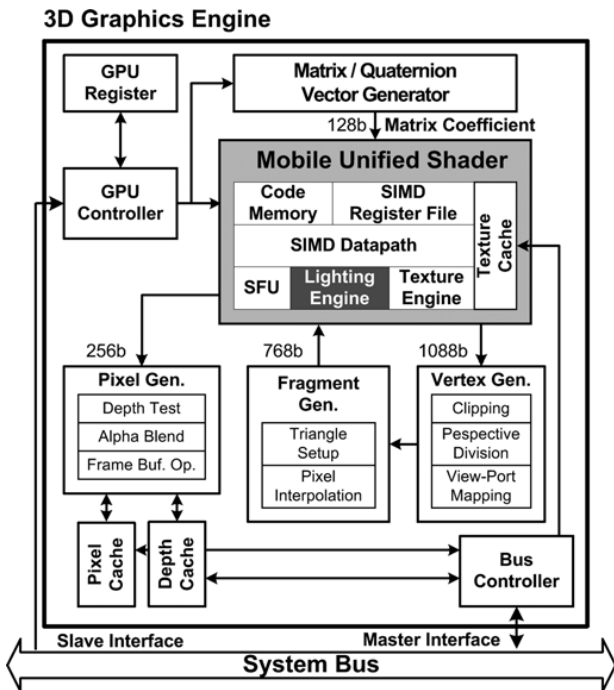 3D Graphics Engine
GPU
Register
Matrix / Quaternion
Vector Generator
128b
Matrix Coefficient
GPU
Controller
Mobile Unified Shader
Code
Memory
SIMD
Register File
SIMD Datapath
SFU
Lighting
Engine
Texture
Engine
Texture
Cache
256b
768b
1088b
Pixel Gen.
Depth Test
Alpha Blend
Frame Buf. Op.
Fragment
Gen.
Triangle
Setup
Pixel
Interpolation
Vertex Gen.
Clipping
Pespective
Division
View-Port
Mapping
Pixel
Cache
Depth
Cache
Bus
Controller
Slave Interface
Master Interface
System Bus